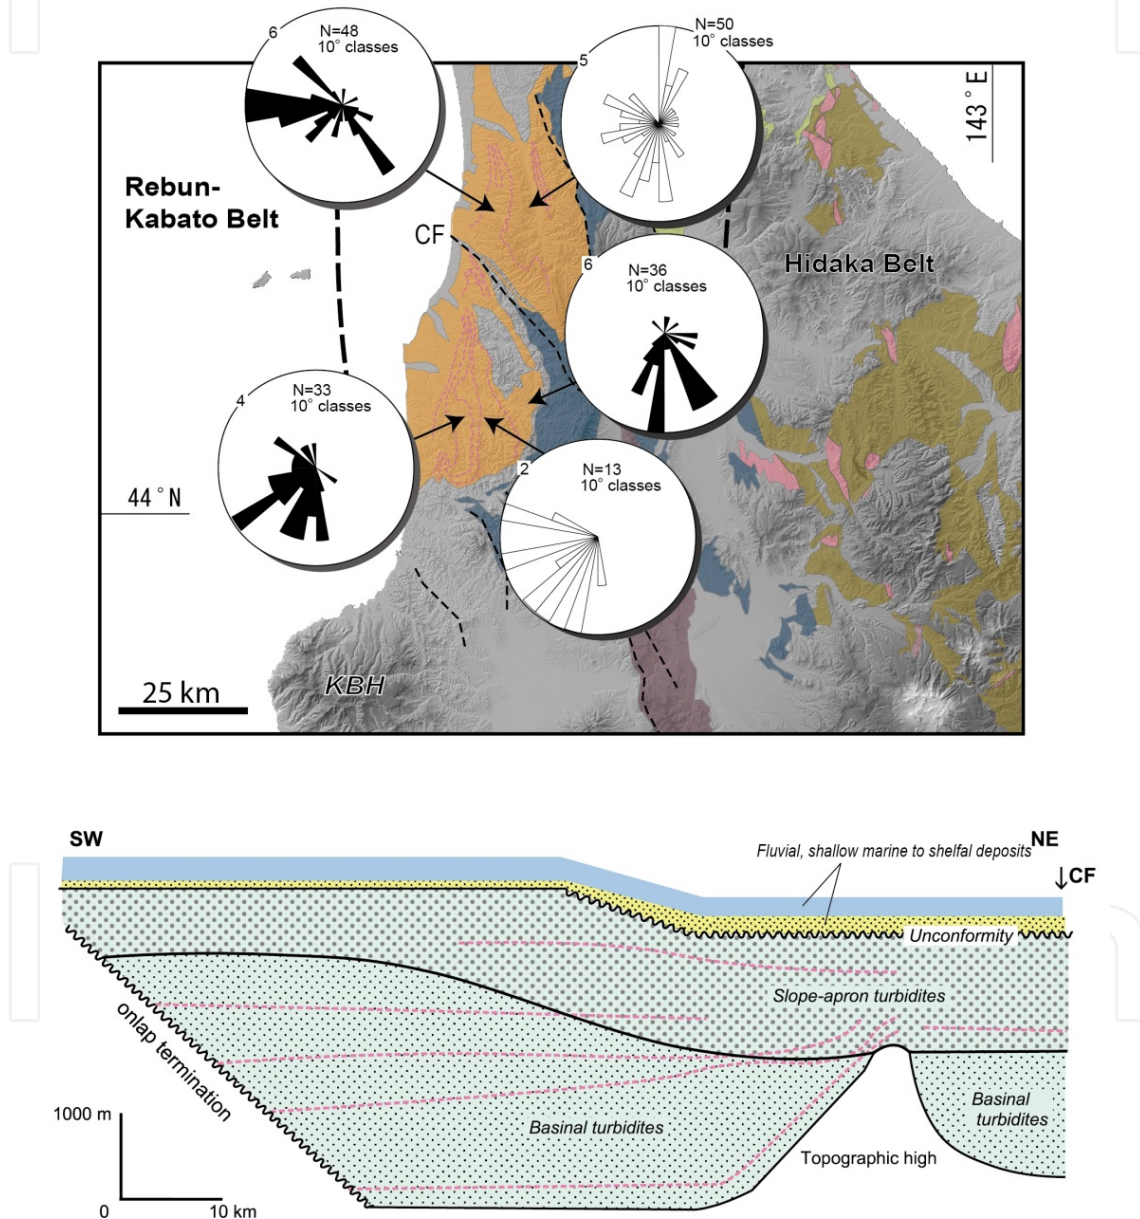 6
N=48
10° classes
5
N=50
10° classes
143°E
Rebun-
Kabato Belt
CF
Hidaka Belt
6
N=36
10° classes
4
N=33
10° classes
2
N=13
10° classes
44°N
KBH
25 km
SW
NE
Fluvial, shallow marine to shelfal deposits
CF
Unconformity
Slope-apron turbidites
onlap termination
Basinal
turbidites
1000 m
Basinal turbidites
Topographic high
0
10 km